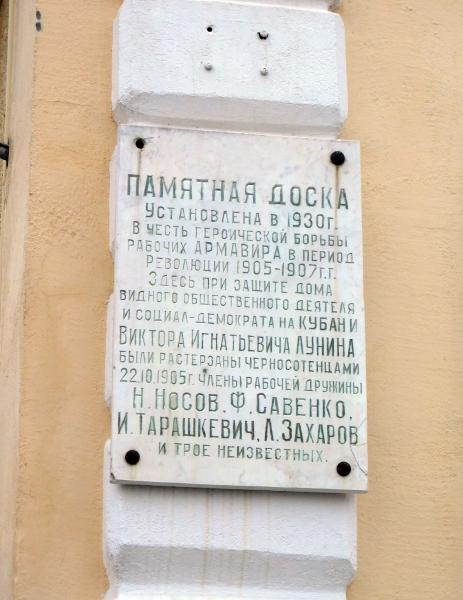 ПАМЯТНАЯ ДОСКА
УСТАНОВЛЕНА В 1930Г.
В ЧЕСТЬ ГЕРОИЧЕСКОЙ БОРЬБЫ
РАБОЧИХ АРМАВИРА В ПЕРИОД
РЕВОЛЮЦИИ 1905-1907Г.Г.
ЗДЕСЬ ПРИ ЗАЩИТЕ ДОМА
ВИДНОГО ОБЩЕСТВЕННОГО ДЕЯТЕЛЯ
И СОЦИАЛ-ДЕМОКРАТА НА КУБАНИ
ВИКТОРА ИГНАТЬЕВИЧА ЛУНИНА
БЫЛИ РАСТЕРЗАНЫ ЧЕРНОСОТЕНЦАМИ
22.10.1905Г. ЧЛЕНЫ РАБОЧЕЙ ДРУЖИНЫ
Н. НОСОВ, Ф. САВЕНКО,
И. ТАРАШКЕВИЧ, Л. ЗАХАРОВ
И ТРОЕ НЕИЗВЕСТНЫХ.